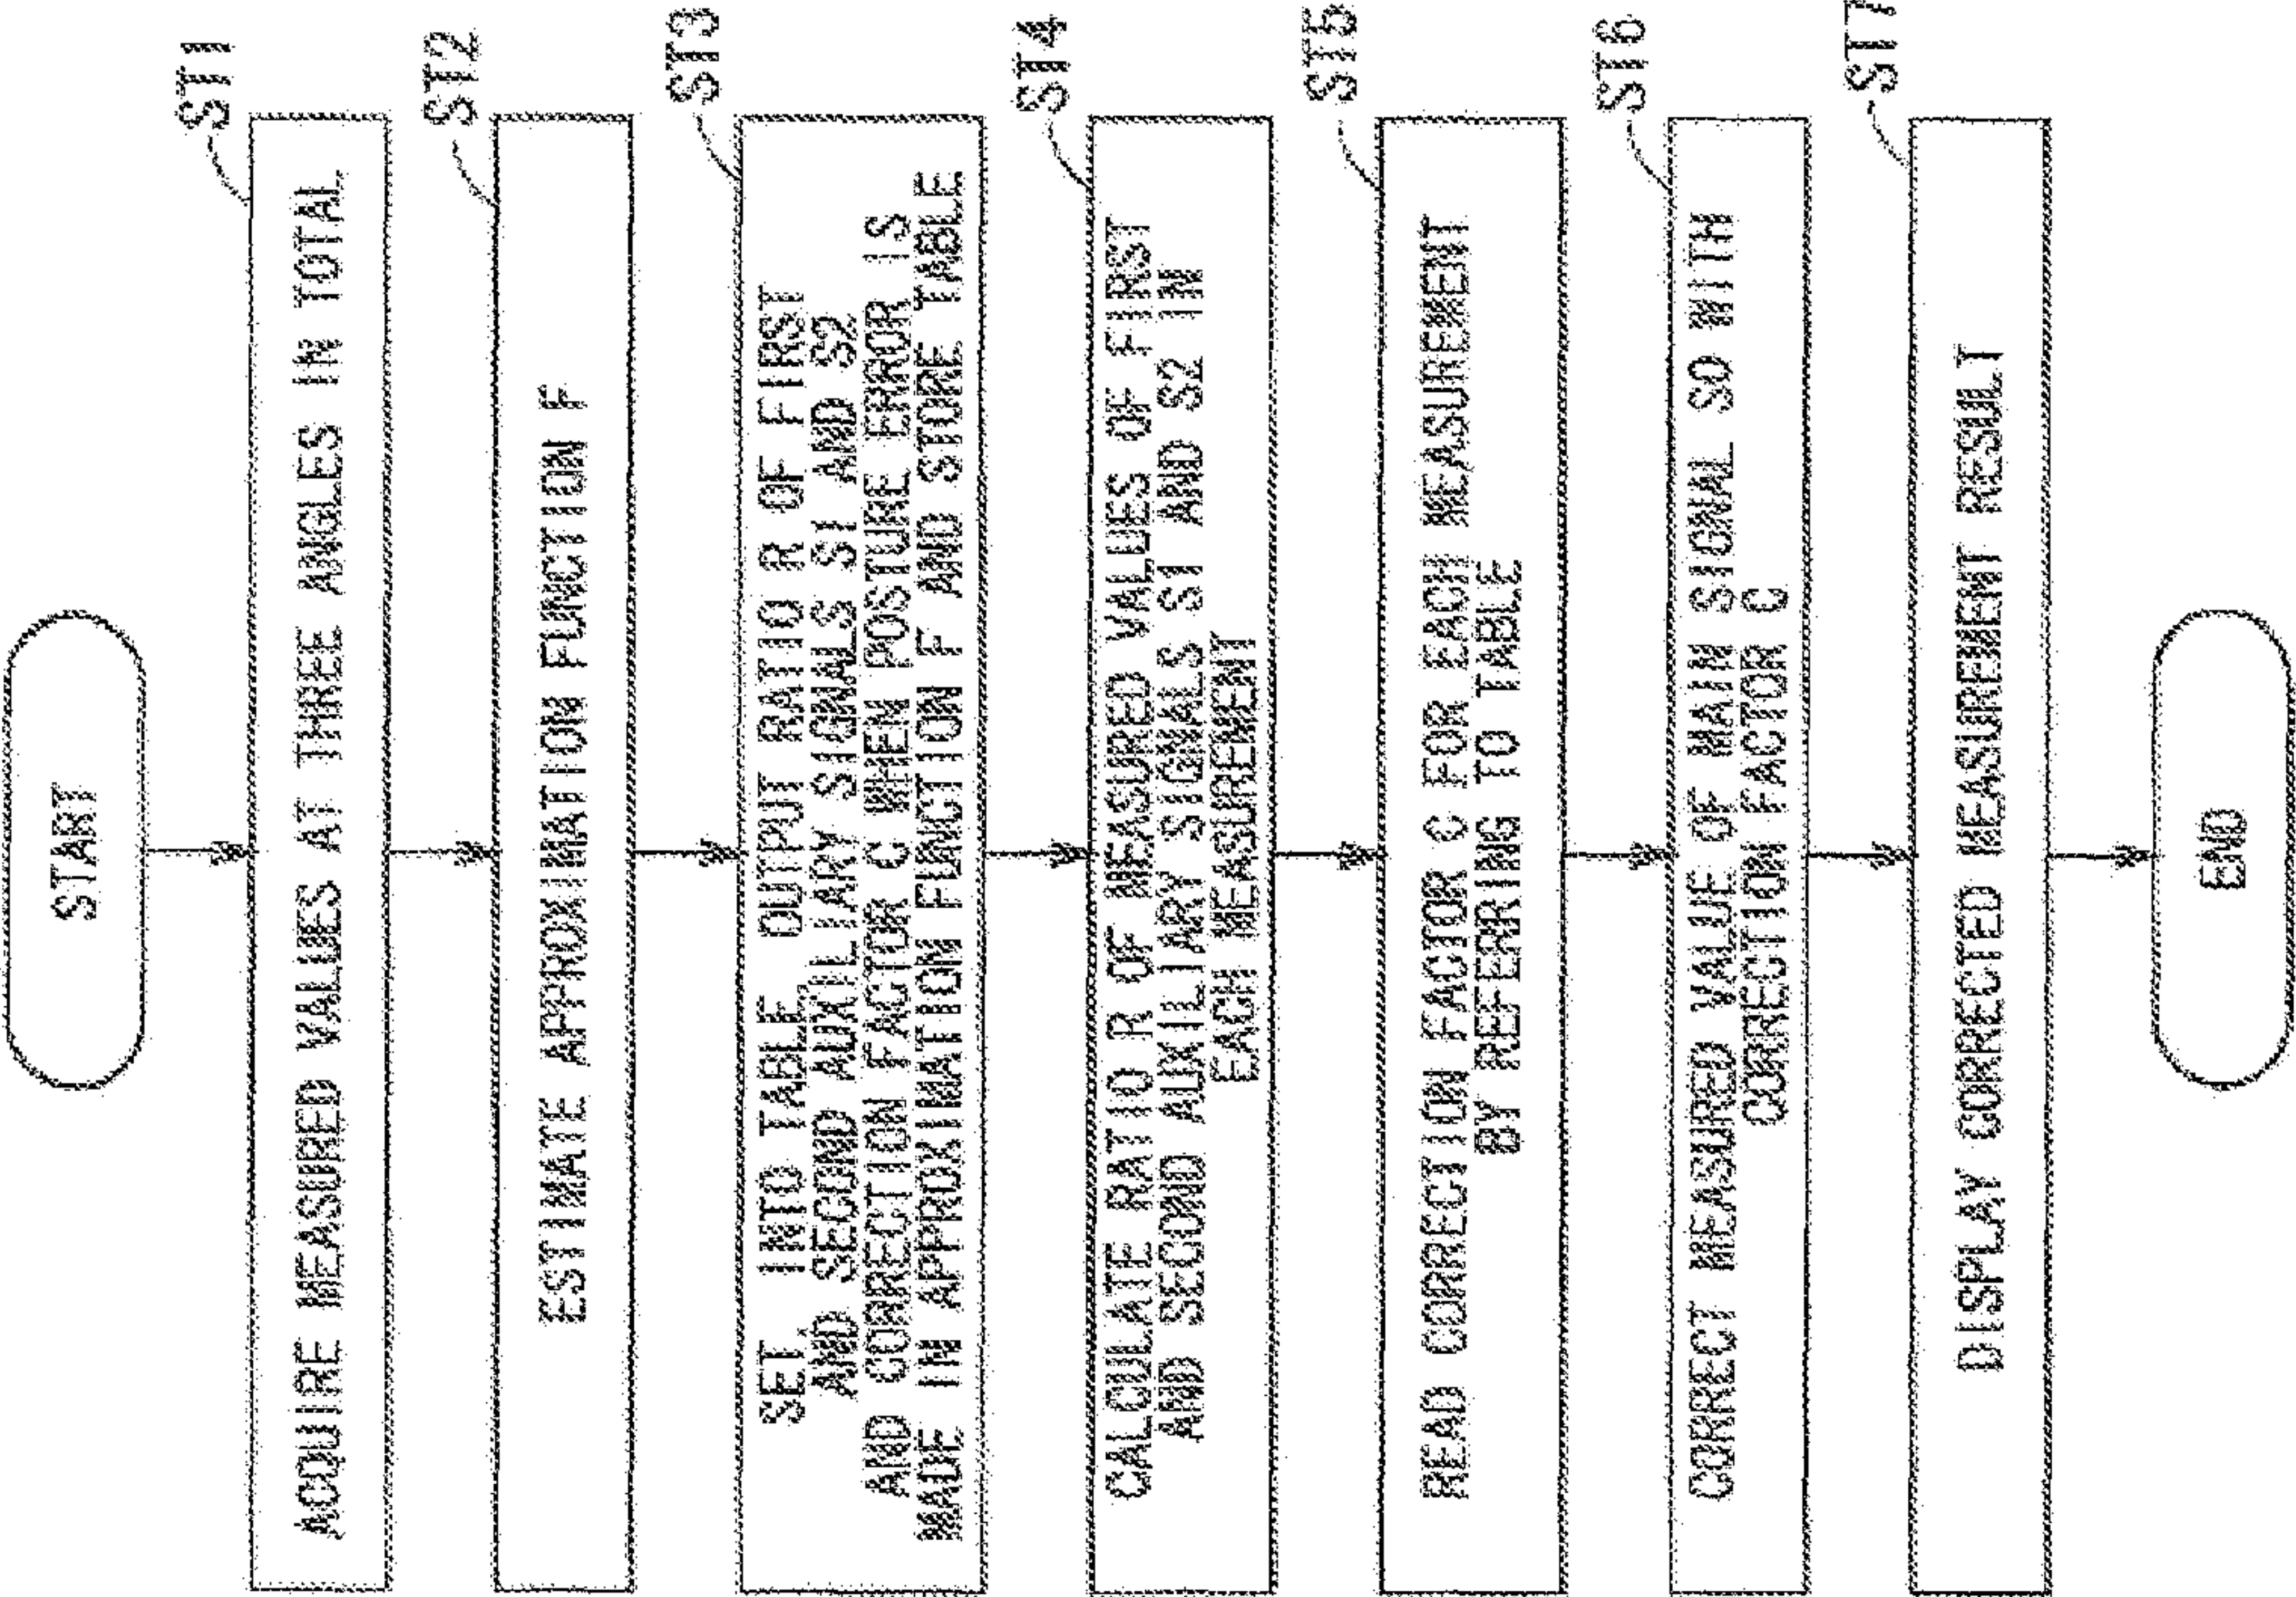 START
ST1
ACQUIRE MEASURED VALUES AT THREE ANGLES IN TOTAL
ST2
ESTIMATE APPROXIMATION FUNCTION F
ST3
SET, INTO TABLE, OUTPUT RATIO R OF FIRST
AND SECOND AUXILIARY SIGNALS S1 AND S2
AND CORRECTION FACTOR C WHEN POSTURE ERROR IS
MADE IN APPROXIMATION FUNCTION F AND STORE TABLE
ST4
CALCULATE RATIO R OF MEASURED VALUES OF FIRST
AND SECOND AUXILIARY SIGNALS S1 AND S2 IN
EACH MEASUREMENT
ST5
READ CORRECTION FACTOR C FOR EACH MEASUREMENT
BY REFERRING TO TABLE
ST6
CORRECT MEASURED VALUE OF MAIN SIGNAL S0 WITH
CORRECTION FACTOR C
ST7
DISPLAY CORRECTED MEASUREMENT RESULT
END